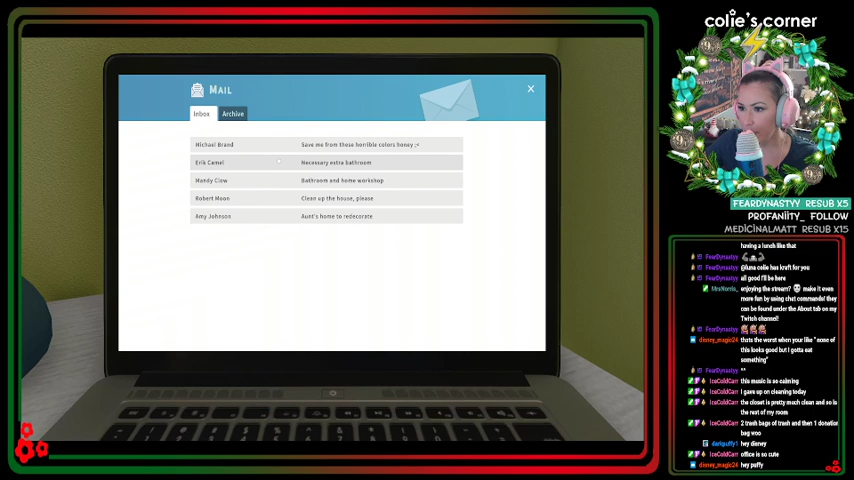 colie's corner
Mail
X
Inbox
Archive
Michael Brand Save me from these horrible colors honey ;<
Erik Camel Necessary extra bathroom
Mandy Clow Bathroom and home workshop
Robert Moon Clean up the house, please
Amy Johnson Aunt's home to redecorate
FEARDYNASTYY RESUB X5
PROFANIITY_ FOLLOW
MEDICINALMATT RESUB X15
having a lunch like that
FearDynastyy
FearDynastyy @luna colie has kraft for you
FearDynastyy all good I'll be here
MrsNomla_ enjoying the stream? make it even
more fun by using chat commands! they
can be found under the About tab on my
Twitch channel!
FearDynastyy
disney_magic24 thats the worst when your like "none of
this looks good but I gotta eat
something"
FearDynastyy ^^
IceColdCarr this music is so calming
IceColdCarr I gave up on cleaning today
IceColdCarr the closet is pretty much clean and so is
the rest of my room
IceColdCarr 2 trash bags of trash and then 1 donation
bag woo
darkguffy1 hey disney
IceColdCarr office is so cute
disney_magic24 hey puffy